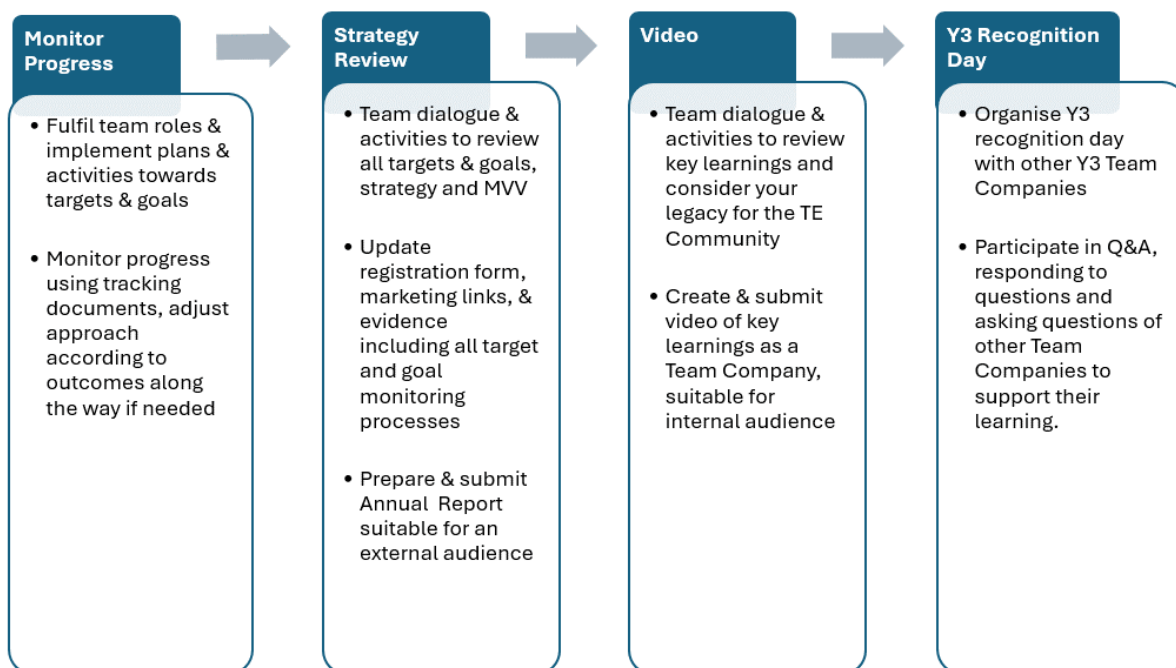 Monitor
Progress
• Fulfil team roles &
implement plans &
activities towards
targets & goals
• Monitor progress
using tracking
documents, adjust
approach
according to
outcomes along
the way if needed
Strategy
Review
• Team dialogue &
activities to review
all targets & goals,
strategy and MVV
• Update
registration form,
marketing links, &
evidence
including all target
and goal
monitoring
processes
• Prepare & submit
Annual Report
suitable for an
external audience
Video
• Team dialogue &
activities to review
key learnings and
consider your
legacy for the TE
Community
• Create & submit
video of key
learnings as a
Team Company,
suitable for
internal audience
Y3 Recognition
Day
• Organise Y3
recognition day
with other Y3 Team
Companies
• Participate in Q&A,
responding to
questions and
asking questions of
other Team
Companies to
support their
learning.